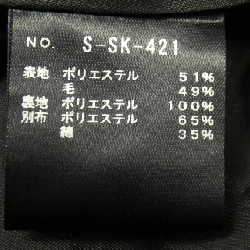 NO. S-SK-421
表地 ポリエステル 51%
毛 49%
裏地 ポリエステル 100%
別布 ポリエステル 65%
綿 35%